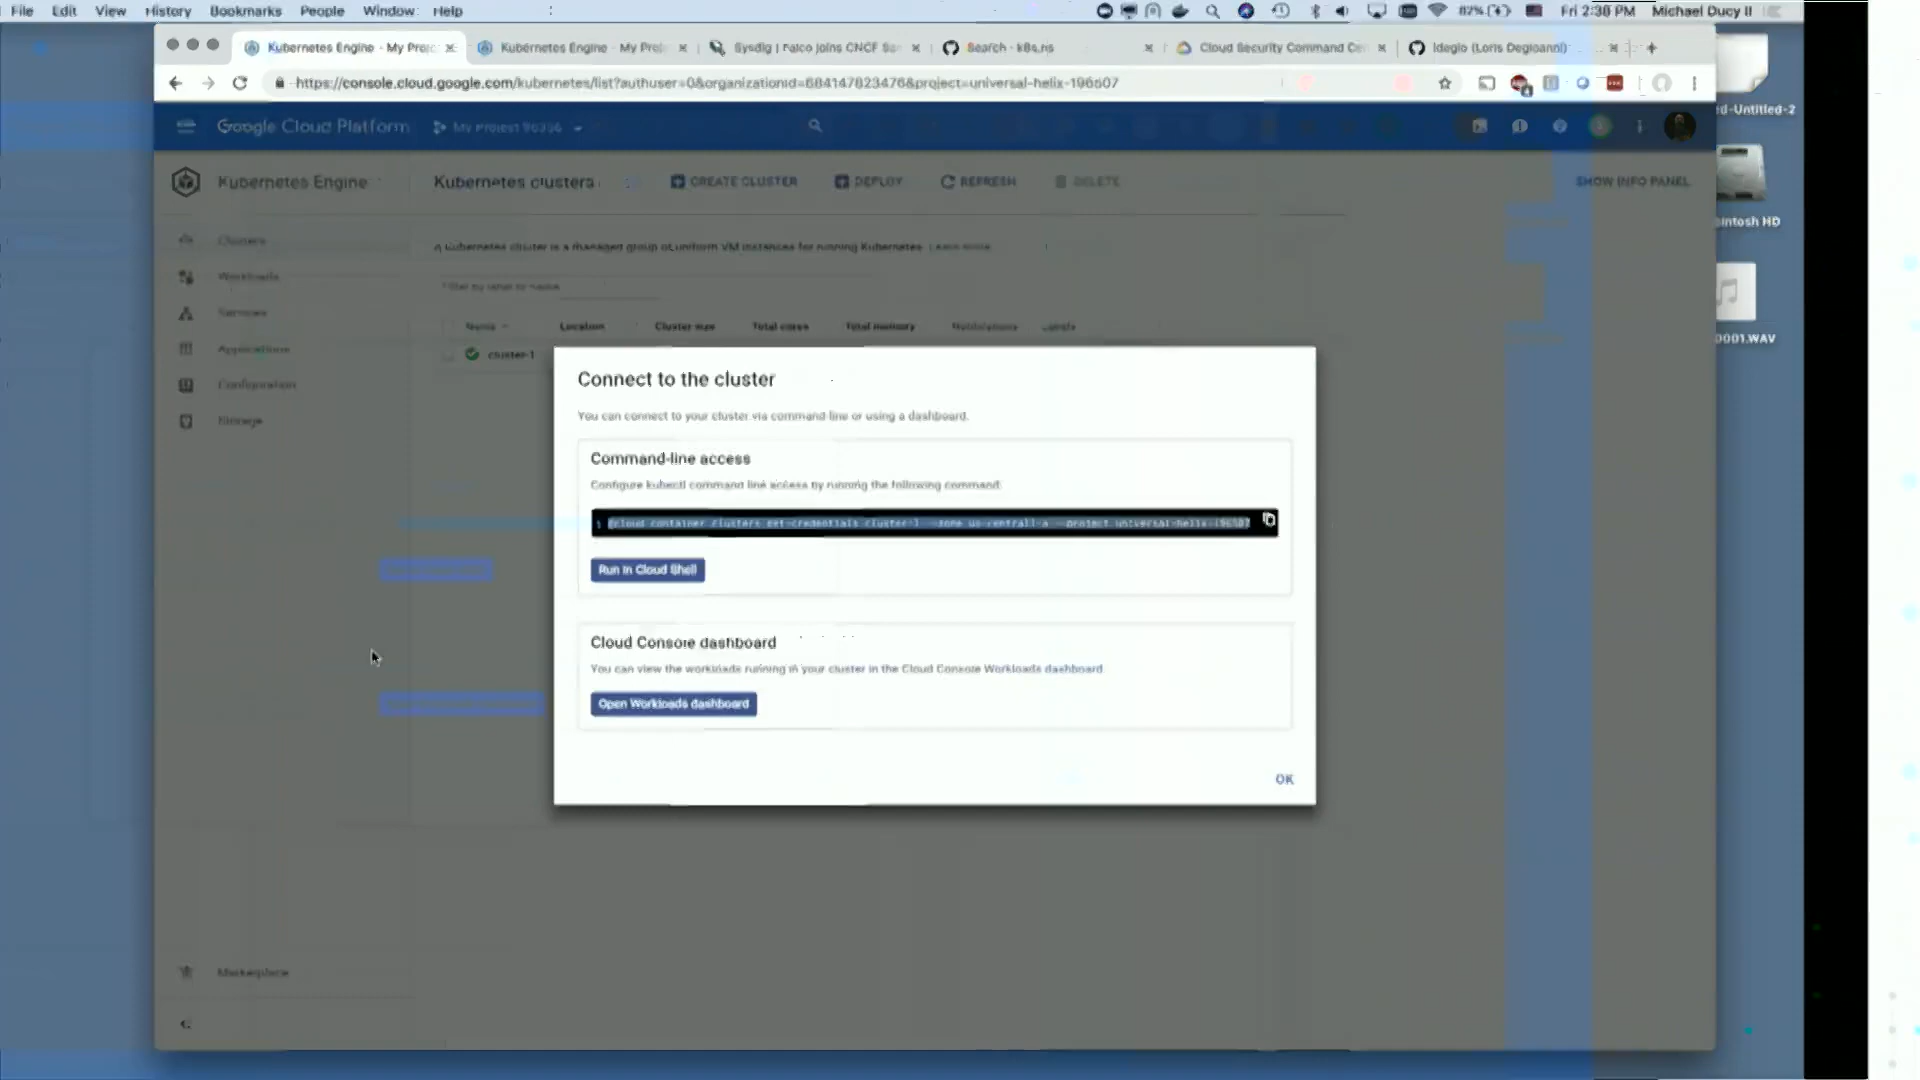 File Edit View History Bookmarks People Window Help 82% Fri 2:36 PM Michael Ducy II
Kubernetes Engine - My Proje Kubernetes Engine - My Proj Sysdig | Falco joins CNCF Sa Search - k8s.ns Cloud Security Command Ce ldegio (Loris Degioanni)
https://console.cloud.google.com/kubernetes/list?authuser=0&organizationId=684147823476&project=universal-helix-196507
d-Untitled-2
Google Cloud Platform My Project 96336
Kubernetes Engine Kubernetes clusters CREATE CLUSTER DEPLOY REFRESH DELETE SHOW INFO PANEL
intosh HD
Clusters
A Kubernetes cluster is a managed group of uniform VM instances for running Kubernetes. Learn more
Workloads
Filter by label or name
Services
Name Location Cluster size Total cores Total memory Notifications Labels
0001.WAV
Applications
cluster-1
Configuration
Storage
Connect to the cluster
You can connect to your cluster via command-line or using a dashboard.
Command-line access
Configure kubectl command line access by running the following command:
gcloud container clusters get-credentials cluster-1 --zone us-central1-a --project universal-helix-196507
Run in Cloud Shell
Cloud Console dashboard
You can view the workloads running in your cluster in the Cloud Console Workloads dashboard
Open Workloads dashboard
OK
Marketplace